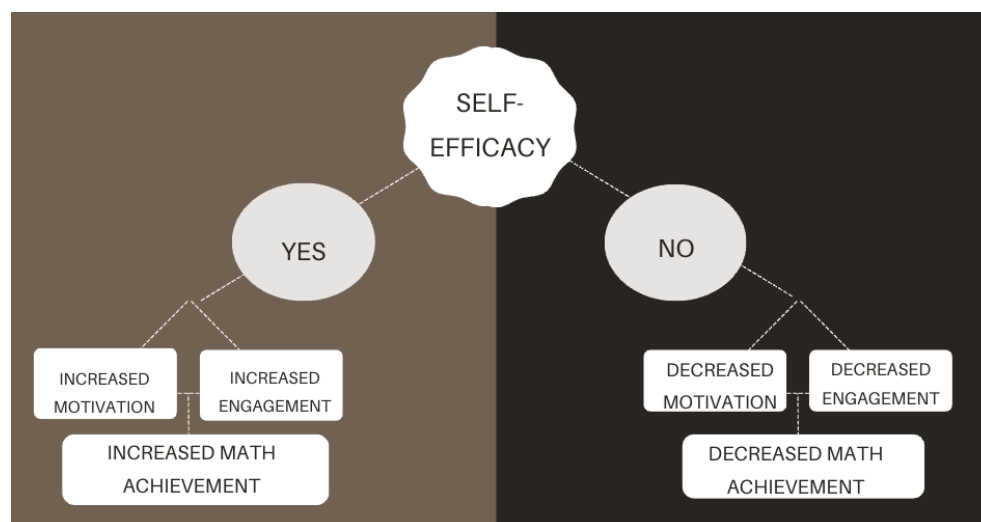 SELF-
EFFICACY
YES
NO
INCREASED
MOTIVATION
INCREASED
ENGAGEMENT
INCREASED MATH
ACHIEVEMENT
DECREASED
MOTIVATION
DECREASED
ENGAGEMENT
DECREASED MATH
ACHIEVEMENT